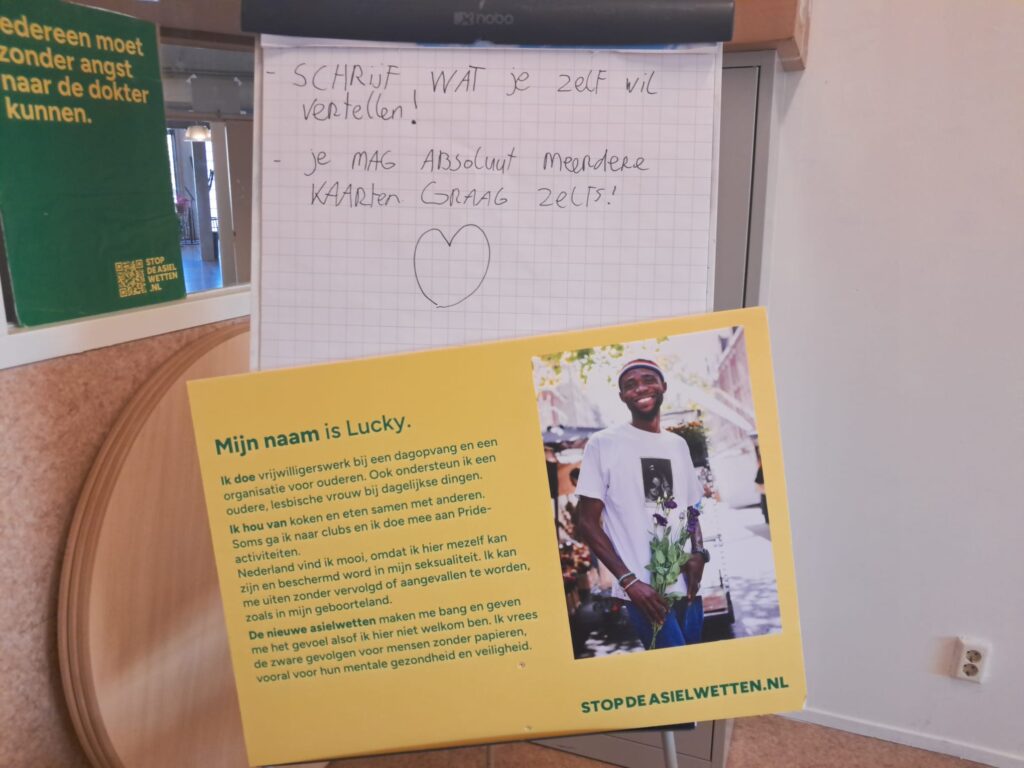 edereen moet
zonder angst
naar de dokter
kunnen.
STOP
DE ASIEL
WETTEN
.NL
nobo
- SCHRIJF WAT je zelf wil
vertellen!
- je MAG ABSOLUUT Meerdere
KAARten GRAAG zelfs!
Mijn naam is Lucky.
Ik doe vrijwilligerswerk bij een dagopvang en een
organisatie voor ouderen. Ook ondersteun ik een
oudere, lesbische vrouw bij dagelijkse dingen.
Ik hou van koken en eten samen met anderen.
Soms ga ik naar clubs en ik doe mee aan Pride-
activiteiten.
Nederland vind ik mooi, omdat ik hier mezelf kan
zijn en beschermd word in mijn seksualiteit. Ik kan
me uiten zonder vervolgd of aangevallen te worden,
zoals in mijn geboorteland.
De nieuwe asielwetten maken me bang en geven
me het gevoel alsof ik hier niet welkom ben. Ik vrees
de zware gevolgen voor mensen zonder papieren,
vooral voor hun mentale gezondheid en veiligheid.
STOPDEASIELWETTEN.NL